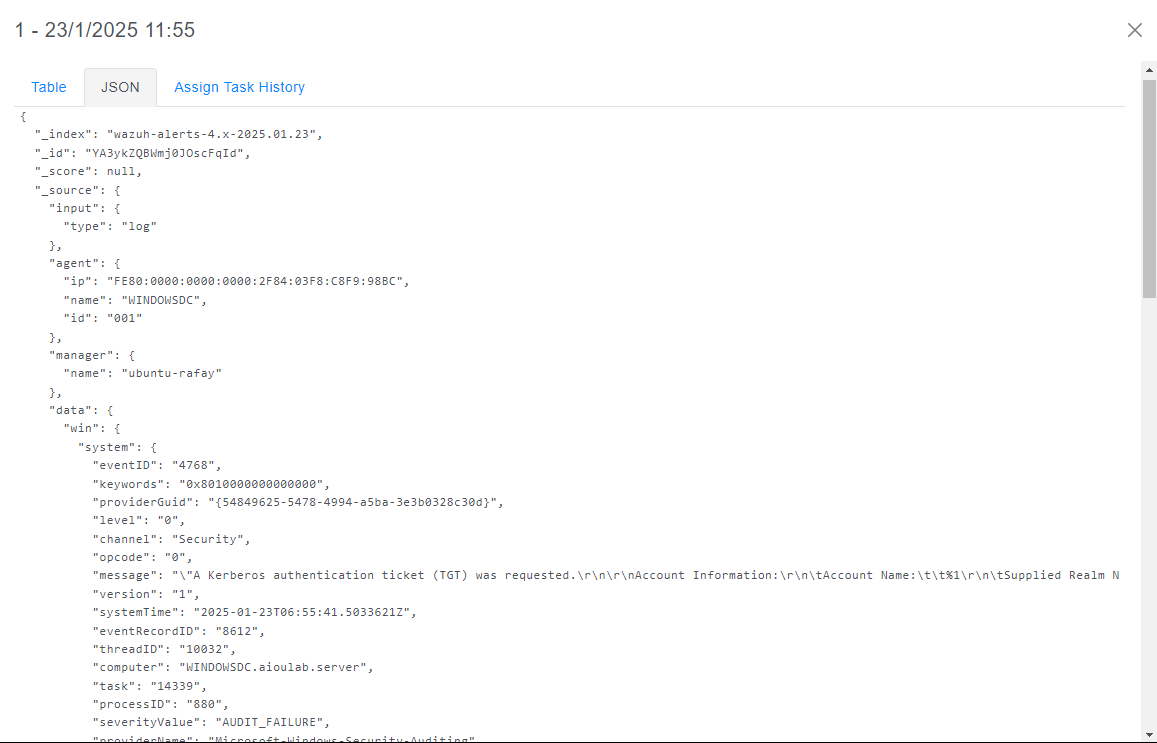 1 - 23/1/2025 11:55
Table JSON Assign Task History
{
"_index": "wazuh-alerts-4.x-2025.01.23",
"_id": "YA3ykZQBWmj0JOscFqId",
"_score": null,
"_source": {
"input": {
"type": "log"
},
"agent": {
"ip": "FE80:0000:0000:0000:2F84:03F8:C8F9:98BC",
"name": "WINDOWSDC",
"id": "001"
},
"manager": {
"name": "ubuntu-rafay"
},
"data": {
"win": {
"system": {
"eventID": "4768",
"keywords": "0x8010000000000000",
"providerGuid": "{54849625-5478-4994-a5ba-3e3b0328c30d}",
"level": "0",
"channel": "Security",
"opcode": "0",
"message": "\"A Kerberos authentication ticket (TGT) was requested.\r\n\r\nAccount Information:\r\n\tAccount Name:\t\t%1\r\n\tSupplied Realm N
"version": "1",
"systemTime": "2025-01-23T06:55:41.5033621Z",
"eventRecordID": "8612",
"threadID": "10032",
"computer": "WINDOWSDC.aioulab.server",
"task": "14339",
"processID": "880",
"severityValue": "AUDIT_FAILURE",
"providerName": "Microsoft-Windows-Security-Auditing"